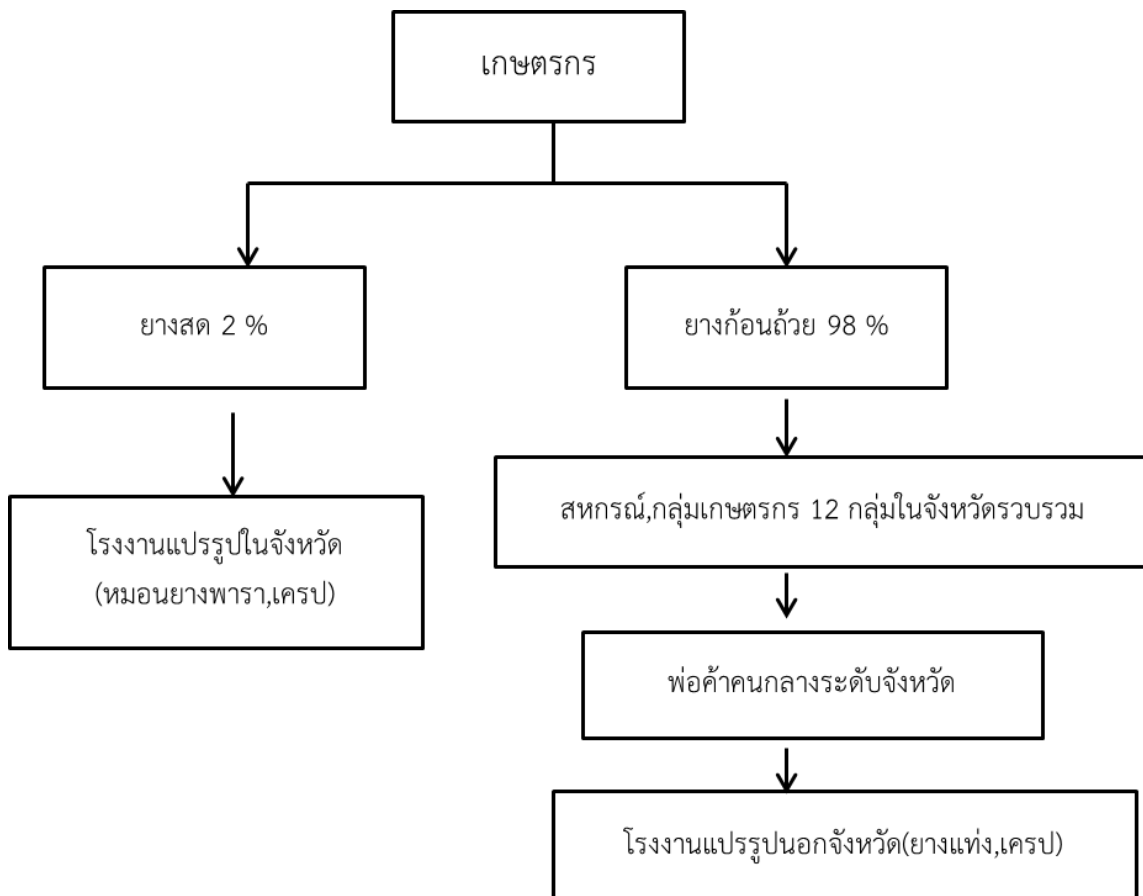 เกษตรกร
ยางสด 2 %
ยางก้อนถ้วย 98 %
โรงงานแปรรูปในจังหวัด
(หมอนยางพารา,เครป)
สหกรณ์,กลุ่มเกษตรกร 12 กลุ่มในจังหวัดรวบรวม
พ่อค้าคนกลางระดับจังหวัด
โรงงานแปรรูปนอกจังหวัด(ยางแท่ง,เครป)